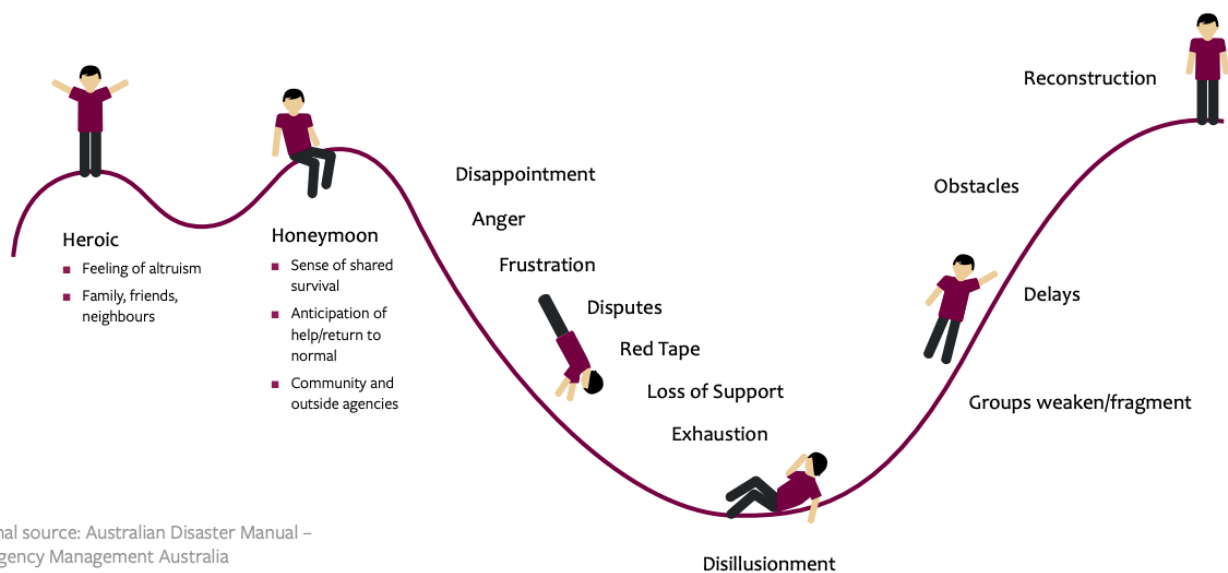 Heroic
Feeling of altruism
Family, friends,
neighbours
Honeymoon
Sense of shared
survival
Anticipation of
help/return to
normal
Community and
outside agencies
Disappointment
Anger
Frustration
Disputes
Red Tape
Loss of Support
Exhaustion
Disillusionment
Reconstruction
Obstacles
Delays
Groups weaken/fragment
nal source: Australian Disaster Manual –
gency Management Australia